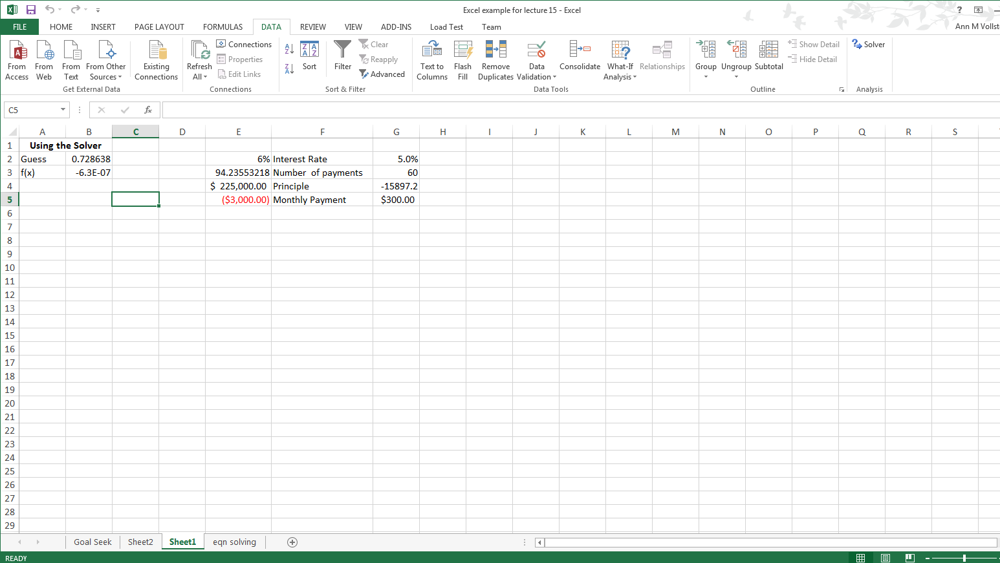 Excel example for lecture 15 - Excel
?
FILE HOME INSERT PAGE LAYOUT FORMULAS DATA REVIEW VIEW ADD-INS Load Test Team
Ann M Vollst
From Access
From Web
From Text
From Other Sources
Existing Connections
Get External Data
Refresh All
Connections
Properties
Edit Links
Connections
Sort
Filter
Clear
Reapply
Advanced
Sort & Filter
Text to Columns
Flash Fill
Remove Duplicates
Data Validation
Consolidate
What-If Analysis
Relationships
Data Tools
Group
Ungroup
Subtotal
Show Detail
Hide Detail
Outline
Solver
Analysis
C5
fx
A B C D E F G H I J K L M N O P Q R S
1 Using the Solver
2 Guess 0.728638 6% Interest Rate 5.0%
3 f(x) -6.3E-07 94.23553218 Number of payments 60
4 $ 225,000.00 Principle -15897.2
5 ($3,000.00) Monthly Payment $300.00
6
7
8
9
10
11
12
13
14
15
16
17
18
19
20
21
22
23
24
25
26
27
28
29
Goal Seek Sheet2 Sheet1 eqn solving
READY